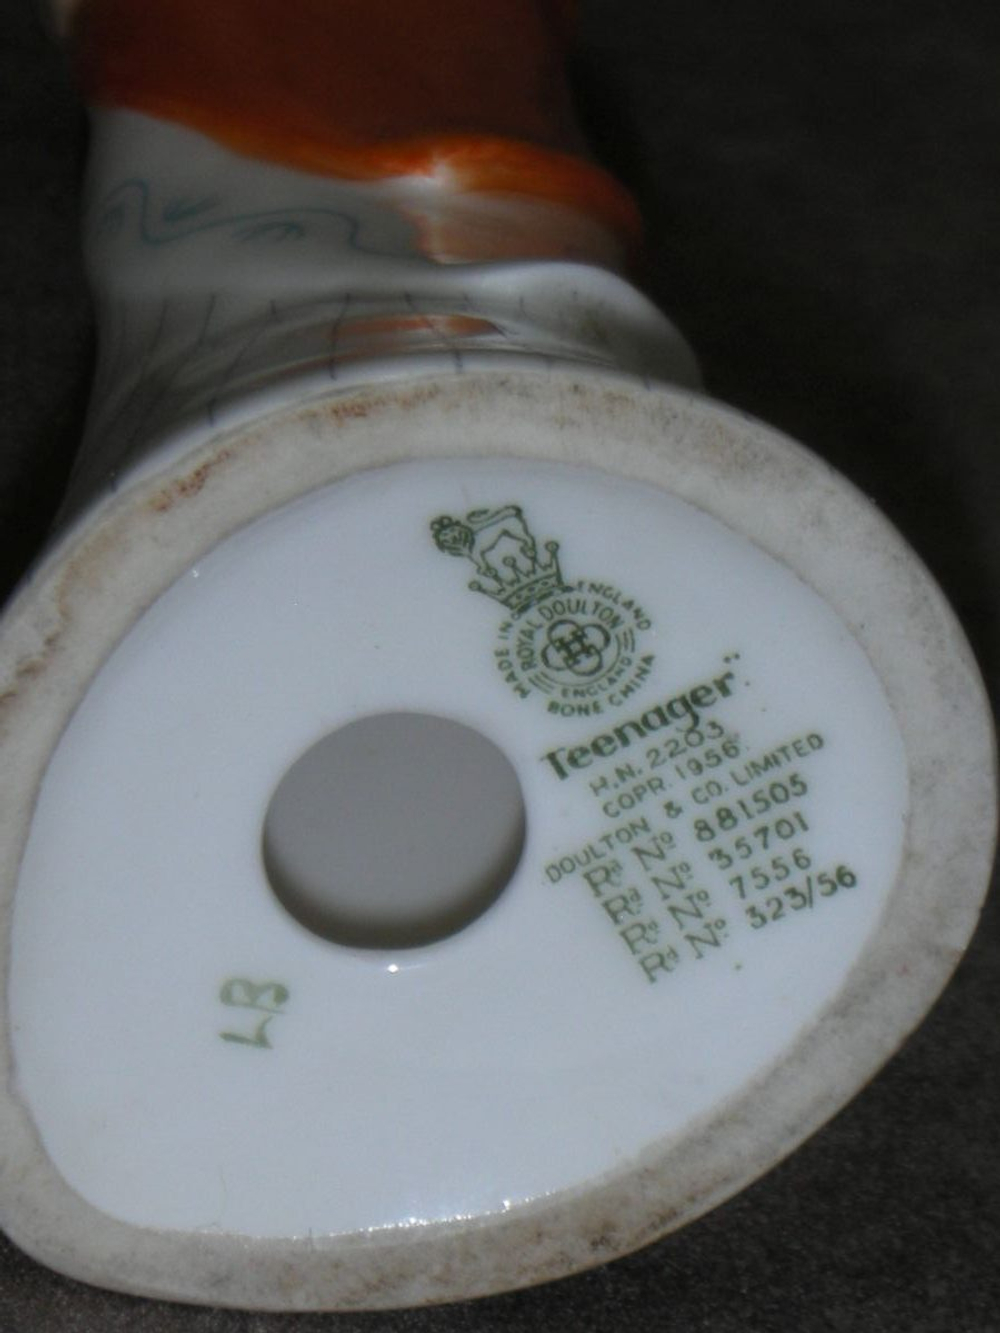 MADE IN ENGLAND
ROYAL DOULTON
ENGLAND
BONE CHINA
"Teenager".
H.N. 2203.
COPR. 1956.
DOULTON & CO. LIMITED
Rd No 881505
Rd No 35701
Rd No 7556
Rd No 323/56
LB